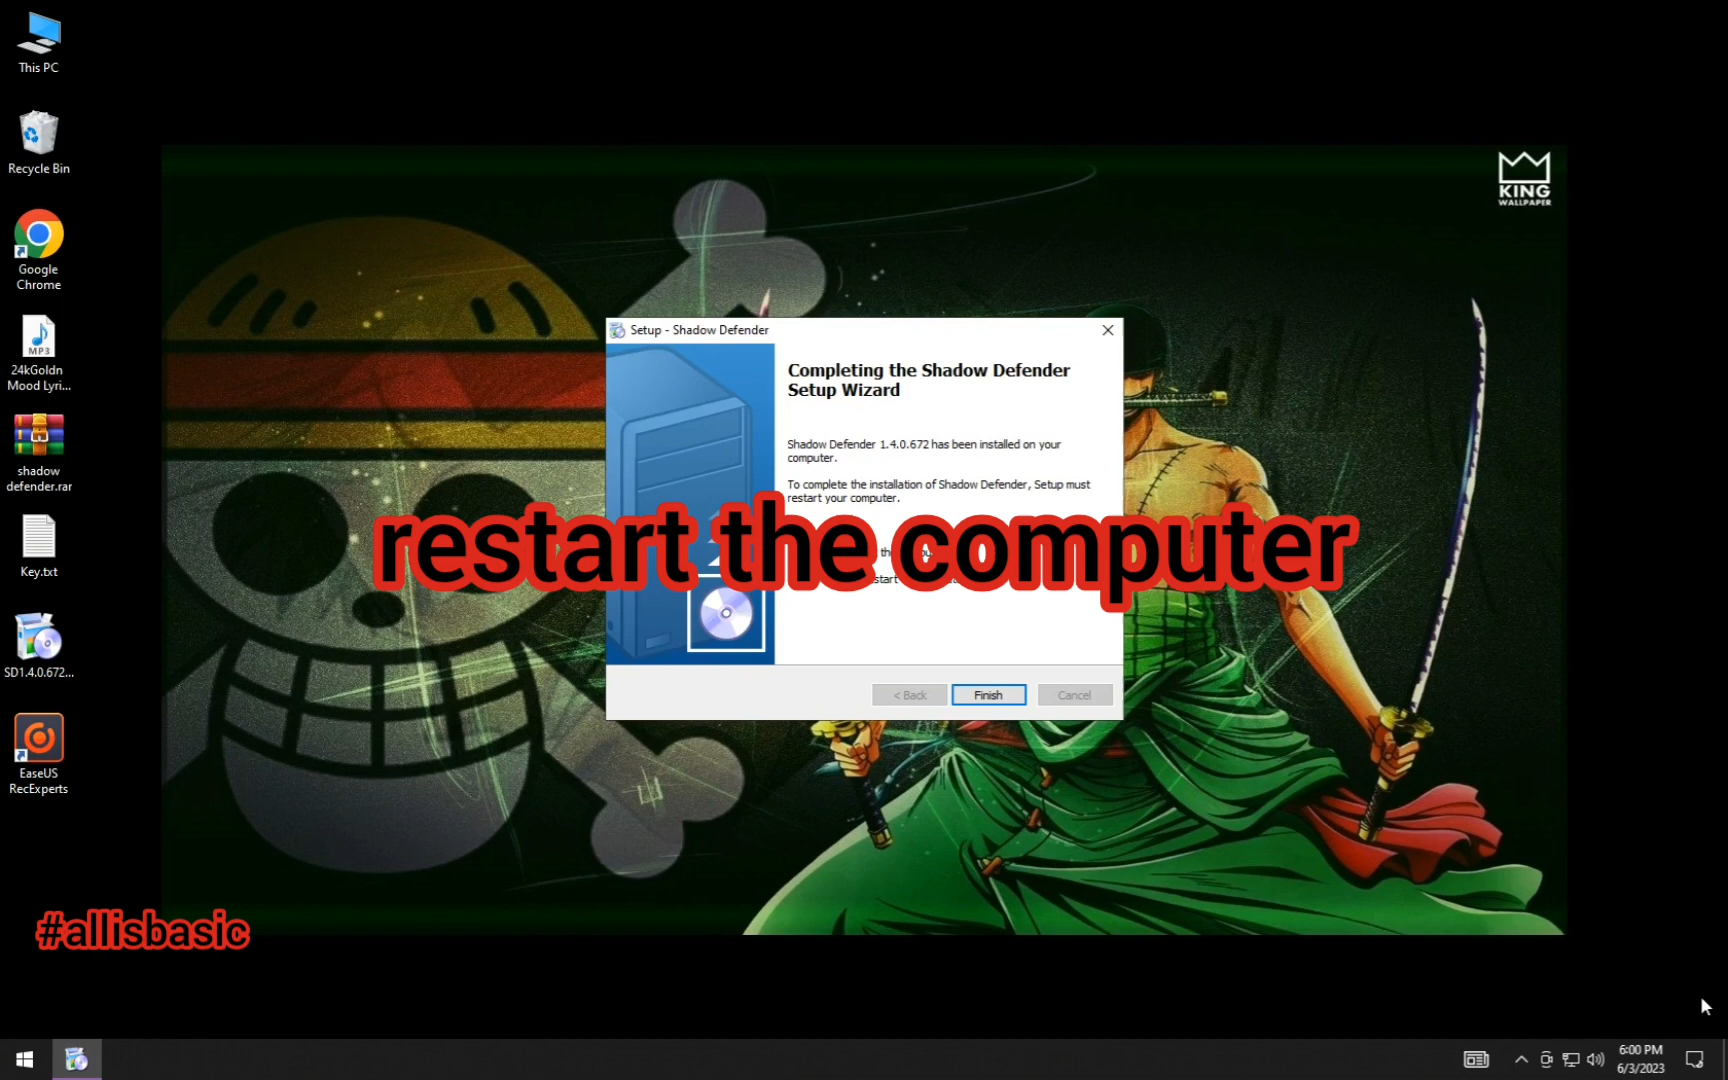 This PC
Recycle Bin
Google
Chrome
MP3
24kGoldn
Mood Lyri...
shadow
defender.rar
Key.txt
SD1.4.0.672...
EaseUS
RecExperts
KING
WALLPAPER
Setup - Shadow Defender
Completing the Shadow Defender
Setup Wizard
Shadow Defender 1.4.0.672 has been installed on your
computer.
To complete the installation of Shadow Defender, Setup must
restart your computer.
restart the computer
< Back
Finish
Cancel
#allisbasic
6:00 PM
6/3/2023